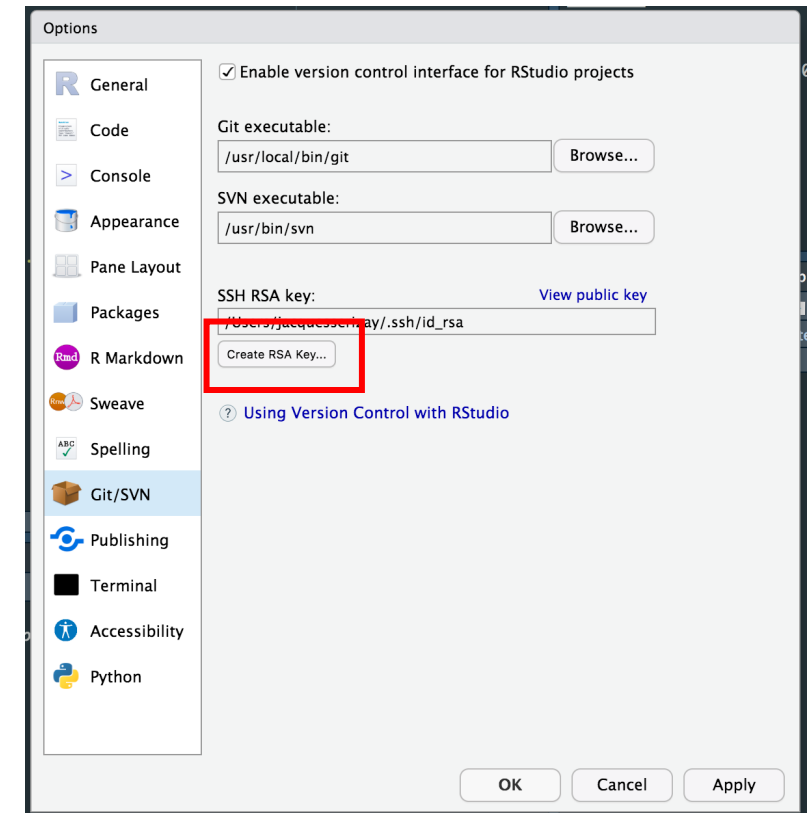 Options
General
Code
Console
Appearance
Pane Layout
Packages
R Markdown
Sweave
Spelling
Git/SVN
Publishing
Terminal
Accessibility
Python
Enable version control interface for RStudio projects
Git executable:
/usr/local/bin/git
Browse...
SVN executable:
/usr/bin/svn
Browse...
SSH RSA key:
View public key
/.ssh/id_rsa
Create RSA Key...
Using Version Control with RStudio
OK
Cancel
Apply